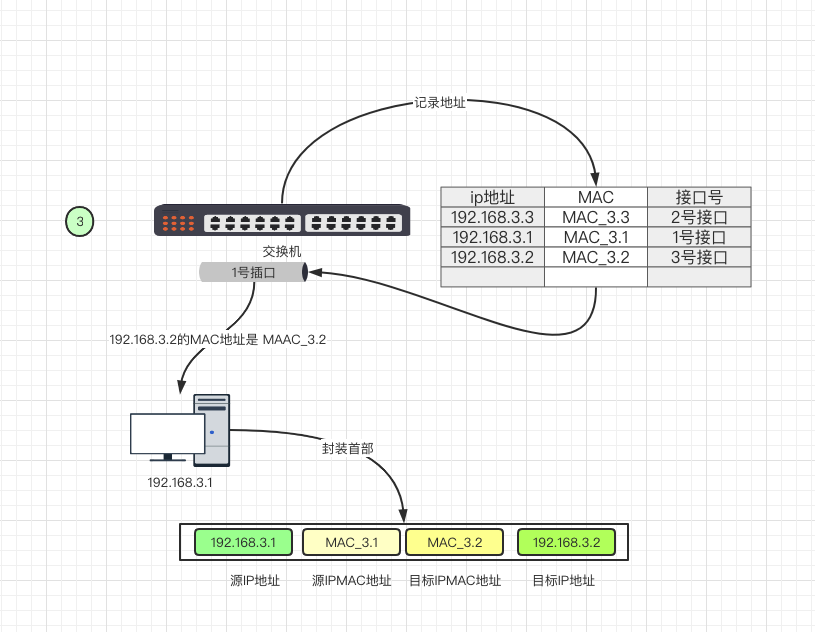 记录地址
3
ip地址 MAC 接口号
192.168.3.3 MAC_3.3 2号接口
192.168.3.1 MAC_3.1 1号接口
192.168.3.2 MAC_3.2 3号接口
交换机
1号插口
192.168.3.2的MAC地址是 MAAC_3.2
192.168.3.1
封装首部
192.168.3.1 MAC_3.1 MAC_3.2 192.168.3.2
源IP地址 源IPMAC地址 目标IPMAC地址 目标IP地址